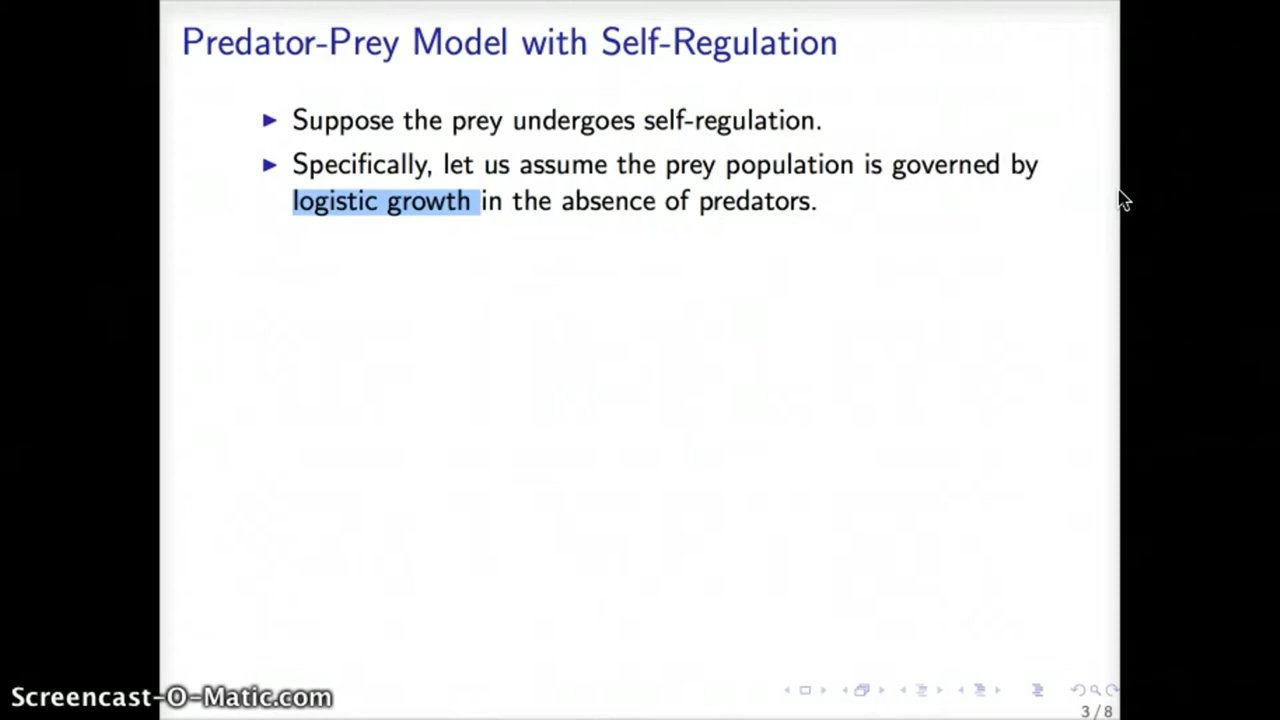 Predator-Prey Model with Self-Regulation
Suppose the prey undergoes self-regulation.
Specifically, let us assume the prey population is governed by
logistic growth in the absence of predators.
3 / 8
Screencast-O-Matic.com